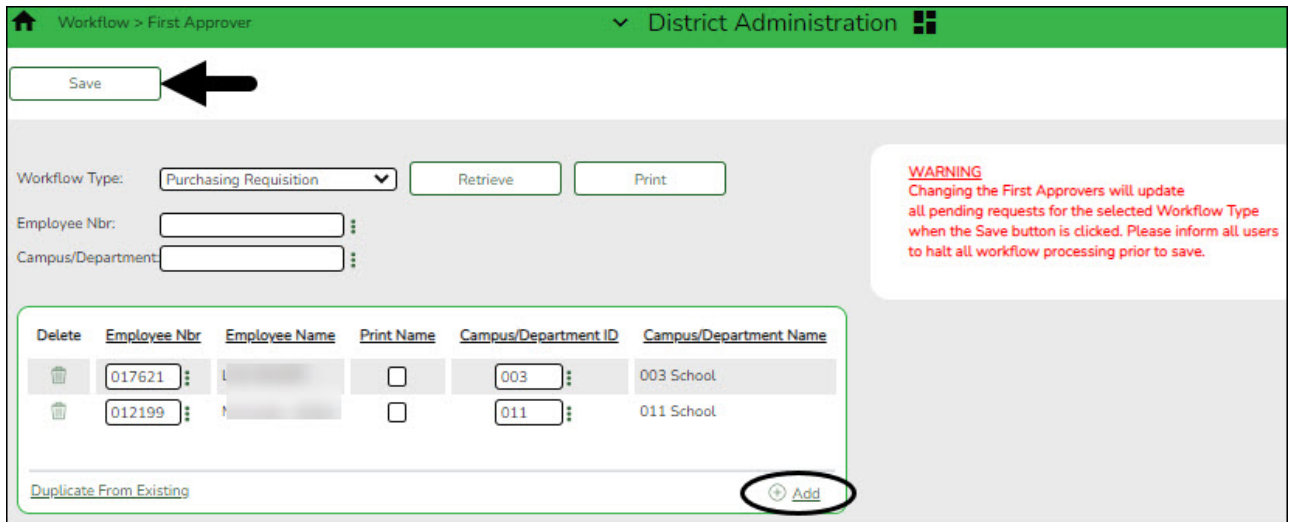 Workflow > First Approver
District Administration
Save
Workflow Type: Purchasing Requisition Retrieve Print
Employee Nbr:
Campus/Department:
WARNING
Changing the First Approvers will update
all pending requests for the selected Workflow Type
when the Save button is clicked. Please inform all users
to halt all workflow processing prior to save.
Delete Employee Nbr Employee Name Print Name Campus/Department ID Campus/Department Name
017621 003 003 School
012199 011 011 School
Duplicate From Existing Add